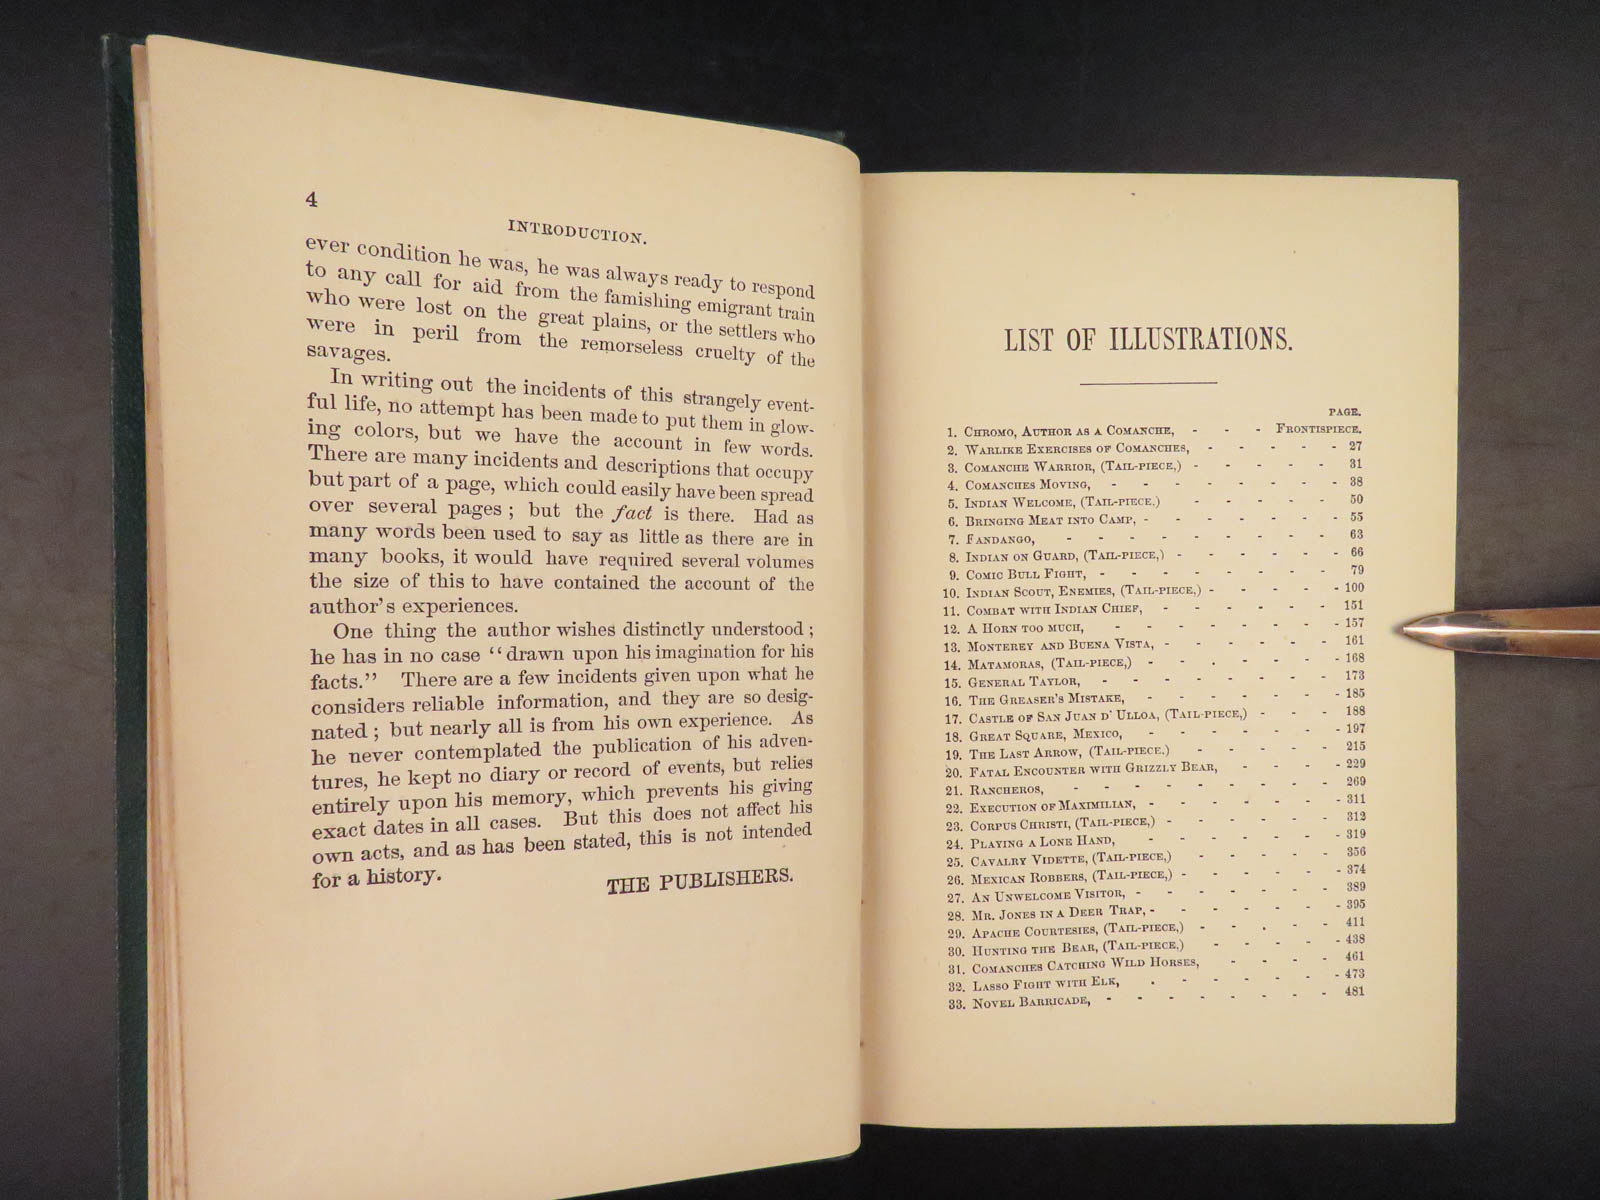 4
INTRODUCTION.
ever condition he was, he was always ready to respond
to any call for aid from the famishing emigrant train
who were lost on the great plains, or the settlers who
were in peril from the remorseless cruelty of the
savages.
In writing out the incidents of this strangely event-
ful life, no attempt has been made to put them in glow-
ing colors, but we have the account in few words.
There are many incidents and descriptions that occupy
but part of a page, which could easily have been spread
over several pages ; but the fact is there. Had as
many words been used to say as little as there are in
many books, it would have required several volumes
the size of this to have contained the account of the
author's experiences.
One thing the author wishes distinctly understood ;
he has in no case "drawn upon his imagination for his
facts." There are a few incidents given upon what he
considers reliable information, and they are so desig-
nated ; but nearly all is from his own experience. As
he never contemplated the publication of his adven-
tures, he kept no diary or record of events, but relies
entirely upon his memory, which prevents his giving
exact dates in all cases. But this does not affect his
own acts, and as has been stated, this is not intended
for a history.
THE PUBLISHERS.
LIST OF ILLUSTRATIONS.
PAGE.
1. CHROMO, AUTHOR AS A COMANCHE, - - - FRONTISPIECE.
2. WARLIKE EXERCISES OF COMANCHES, - - - - - 27
3. COMANCHE WARRIOR, (TAIL-PIECE,) - - - - - 31
4. COMANCHES MOVING, - - - - - - - - 38
5. INDIAN WELCOME, (TAIL-PIECE.) - - - - - 50
6. BRINGING MEAT INTO CAMP, - - - - - - - 55
7. FANDANGO, - - - - - - - - - 63
8. INDIAN ON GUARD, (TAIL-PIECE,) - - - - - - 66
9. COMIC BULL FIGHT, - - - - - - - - 79
10. INDIAN SCOUT, ENEMIES, (TAIL-PIECE,) - - - - - 100
11. COMBAT WITH INDIAN CHIEF, - - - - - - 151
12. A HORN TOO MUCH, - - - - - - - - 157
13. MONTEREY AND BUENA VISTA, - - - - - - 161
14. MATAMORAS, (TAIL-PIECE,) - - - - - - - 168
15. GENERAL TAYLOR, - - - - - - - - 173
16. THE GREASER'S MISTAKE, - - - - - - - 185
17. CASTLE OF SAN JUAN D' ULLOA, (TAIL-PIECE,) - - - 188
18. GREAT SQUARE, MEXICO, - - - - - - - 197
19. THE LAST ARROW, (TAIL-PIECE.) - - - - - 215
20. FATAL ENCOUNTER WITH GRIZZLY BEAR, - - - - 229
21. RANCHEROS, - - - - - - - - - 269
22. EXECUTION OF MAXIMILIAN, - - - - - - - 311
23. CORPUS CHRISTI, (TAIL-PIECE,) - - - - - - 312
24. PLAYING A LONE HAND, - - - - - - - 319
25. CAVALRY VIDETTE, (TAIL-PIECE,) - - - - - 356
26. MEXICAN ROBBERS, (TAIL-PIECE,) - - - - - - 374
27. AN UNWELCOME VISITOR, - - - - - - - 389
28. MR. JONES IN A DEER TRAP, - - - - - - - 395
29. APACHE COURTESIES, (TAIL-PIECE,) - - - - - 411
30. HUNTING THE BEAR, (TAIL-PIECE,) - - - - - 438
31. COMANCHES CATCHING WILD HORSES, - - - - 461
32. LASSO FIGHT WITH ELK, - - - - - - - 473
33. NOVEL BARRICADE, - - - - - - - - 481